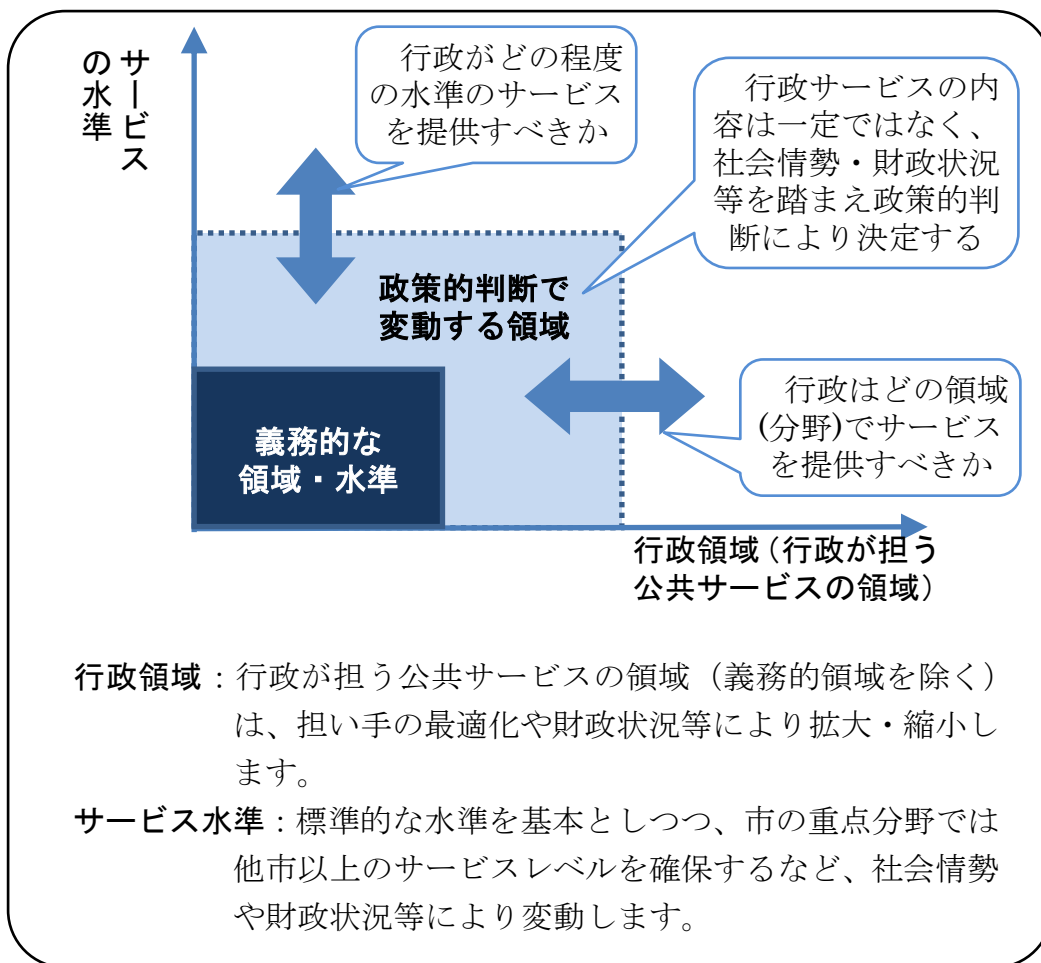 サービス
の水準
行政がどの程度
の水準のサービス
を提供すべきか
行政サービスの内
容は一定ではなく、
社会情勢・財政状況
等を踏まえ政策的判
断により決定する
政策的判断で
変動する領域
行政はどの領域
(分野)でサービス
を提供すべきか
義務的な
領域・水準
行政領域（行政が担う
公共サービスの領域）
行政領域：行政が担う公共サービスの領域（義務的領域を除く）
は、担い手の最適化や財政状況等により拡大・縮小し
ます。
サービス水準：標準的な水準を基本としつつ、市の重点分野では
他市以上のサービスレベルを確保するなど、社会情勢
や財政状況等により変動します。